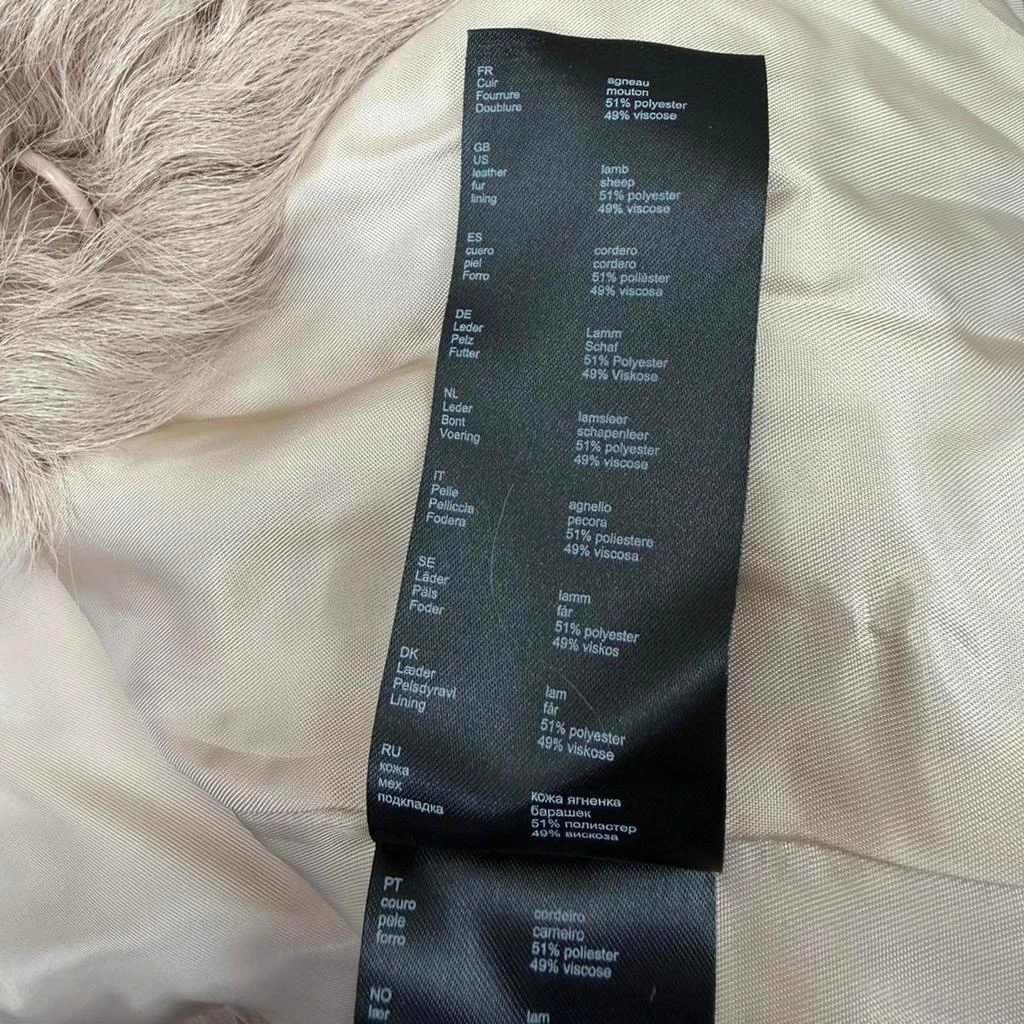 FR
Cuir agneau
Fourrure mouton
Doublure 51% polyester
49% viscose
GB
US
leather lamb
fur sheep
lining 51% polyester
49% viscose
ES
cuero cordero
piel cordero
Forro 51% poliéster
49% viscosa
DE
Leder Lamm
Pelz Schaf
Futter 51% Polyester
49% Viskose
NL
Leder lamsleer
Bont schapenleer
Voering 51% polyester
49% viscose
IT
Pelle agnello
Pelliccia pecora
Fodera 51% poliestere
49% viscosa
SE
Läder lamm
Päls får
Foder 51% polyester
49% viskos
DK
Læder lam
Pelsdyravl får
Lining 51% polyester
49% viskose
RU
кожа кожа ягненка
мех барашек
подкладка 51% полиэстер
49% вискоза
PT
couro cordeiro
pele carneiro
forro 51% poliester
49% viscose
NO
lær lam